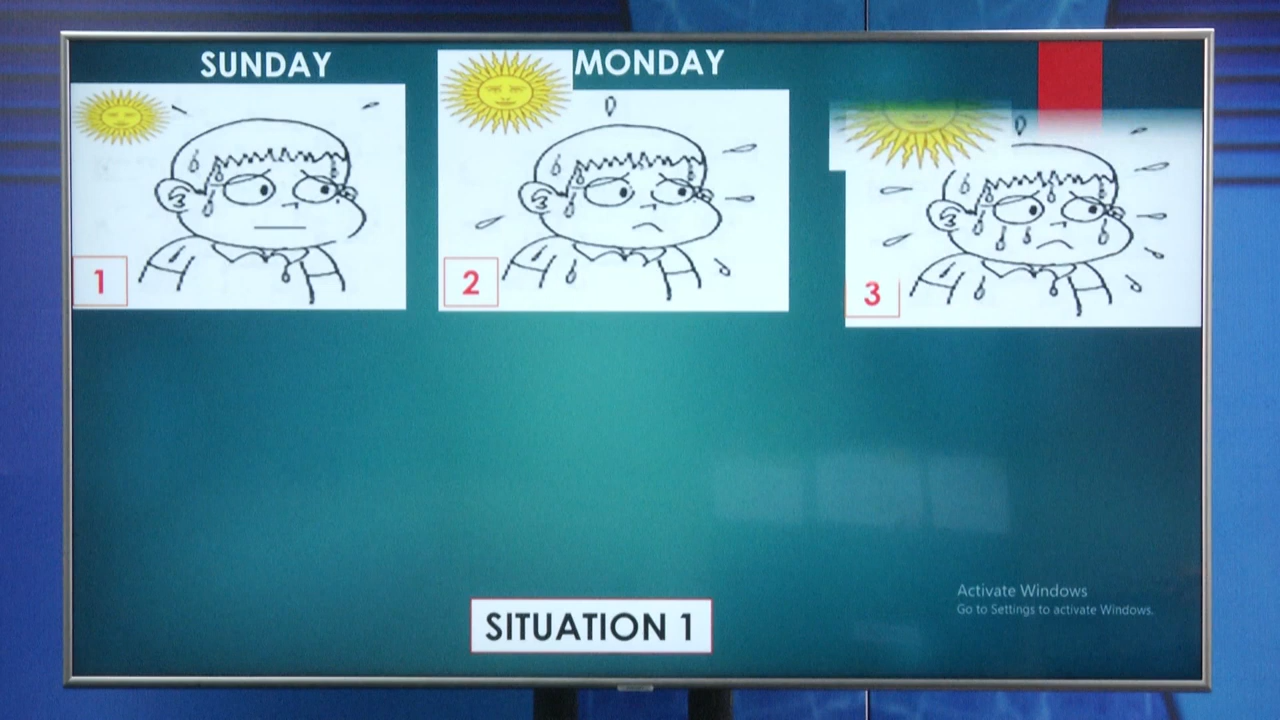 SUNDAY
MONDAY
1
2
3
SITUATION 1
Activate Windows
Go to Settings to activate Windows.